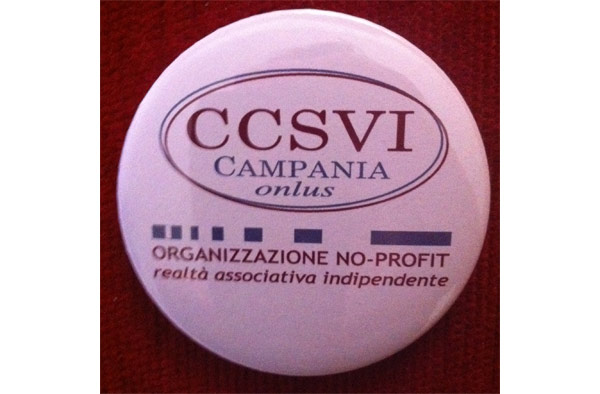 CCSVI
CAMPANIA
onlus
ORGANIZZAZIONE NO-PROFIT
realtà associativa indipendente